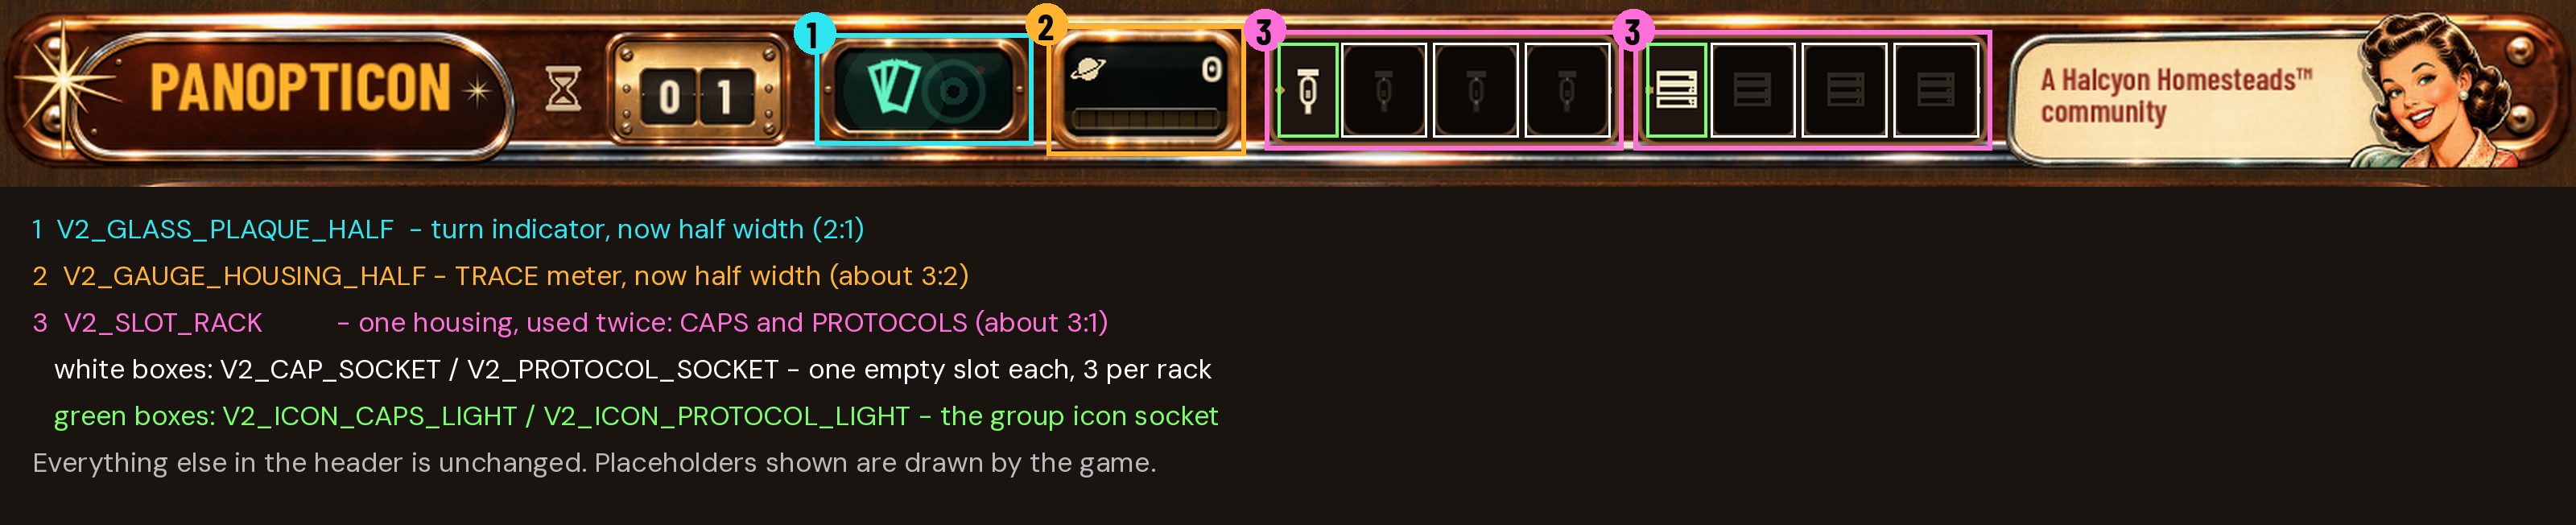 PANOPTICON
0 1
1
2
0
3
3
A Halcyon Homesteads™
community
1 V2_GLASS_PLAQUE_HALF - turn indicator, now half width (2:1)
2 V2_GAUGE_HOUSING_HALF - TRACE meter, now half width (about 3:2)
3 V2_SLOT_RACK - one housing, used twice: CAPS and PROTOCOLS (about 3:1)
white boxes: V2_CAP_SOCKET / V2_PROTOCOL_SOCKET - one empty slot each, 3 per rack
green boxes: V2_ICON_CAPS_LIGHT / V2_ICON_PROTOCOL_LIGHT - the group icon socket
Everything else in the header is unchanged. Placeholders shown are drawn by the game.